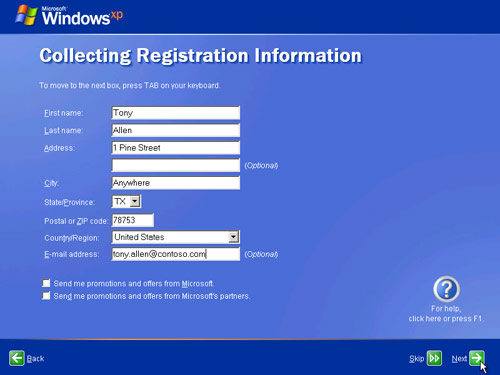 Microsoft
Windows xp
Collecting Registration Information
To move to the next box, press TAB on your keyboard.
First name: Tony
Last name: Allen
Address: 1 Pine Street
(Optional)
City: Anywhere
State/Province: TX
Postal or ZIP code: 78753
Country/Region: United States
E-mail address: tony.allen@contoso.com (Optional)
Send me promotions and offers from Microsoft.
Send me promotions and offers from Microsoft's partners.
For help,
click here or press F1.
Back Skip Next